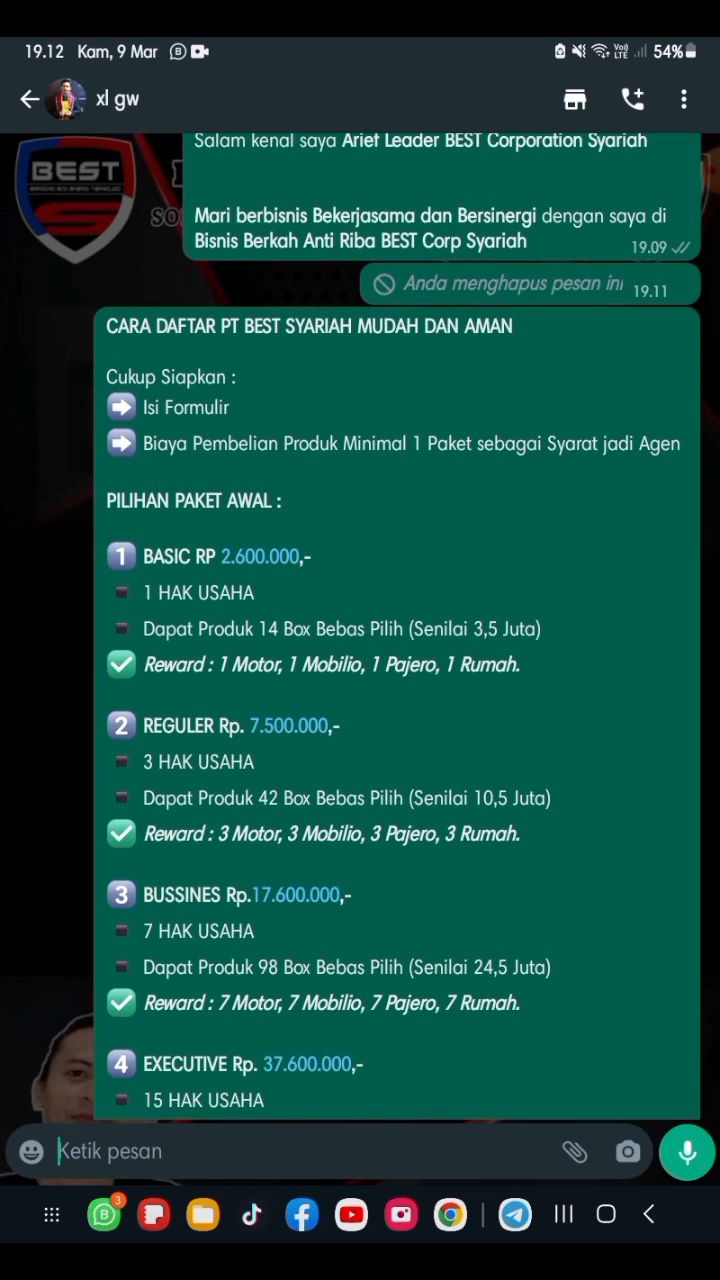 19.12 Kam, 9 Mar
Vo)) LTE 54%
xl gw
BEST
Salam kenal saya Arief Leader BEST Corporation Syariah
SO
Mari berbisnis Bekerjasama dan Bersinergi dengan saya di
Bisnis Berkah Anti Riba BEST Corp Syariah
19.09
Anda menghapus pesan ini
19.11
CARA DAFTAR PT BEST SYARIAH MUDAH DAN AMAN
Cukup Siapkan :
➡️ Isi Formulir
➡️ Biaya Pembelian Produk Minimal 1 Paket sebagai Syarat jadi Agen
PILIHAN PAKET AWAL :
1️⃣ BASIC RP 2.600.000,-
▪️ 1 HAK USAHA
▪️ Dapat Produk 14 Box Bebas Pilih (Senilai 3,5 Juta)
✅ Reward : 1 Motor, 1 Mobilio, 1 Pajero, 1 Rumah.
2️⃣ REGULER Rp. 7.500.000,-
▪️ 3 HAK USAHA
▪️ Dapat Produk 42 Box Bebas Pilih (Senilai 10,5 Juta)
✅ Reward : 3 Motor, 3 Mobilio, 3 Pajero, 3 Rumah.
3️⃣ BUSSINES Rp.17.600.000,-
▪️ 7 HAK USAHA
▪️ Dapat Produk 98 Box Bebas Pilih (Senilai 24,5 Juta)
✅ Reward : 7 Motor, 7 Mobilio, 7 Pajero, 7 Rumah.
4️⃣ EXECUTIVE Rp. 37.600.000,-
▪️ 15 HAK USAHA
Ketik pesan
3